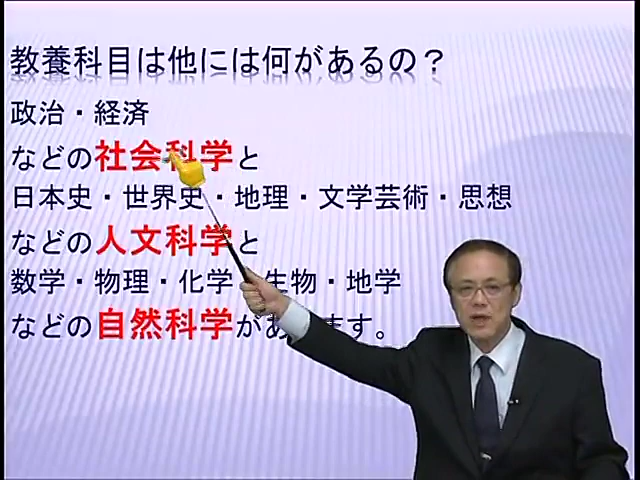 教養科目は他には何があるの？
政治・経済
などの社会科学と
日本史・世界史・地理・文学芸術・思想
などの人文科学と
数学・物理・化学・生物・地学
などの自然科学があります。